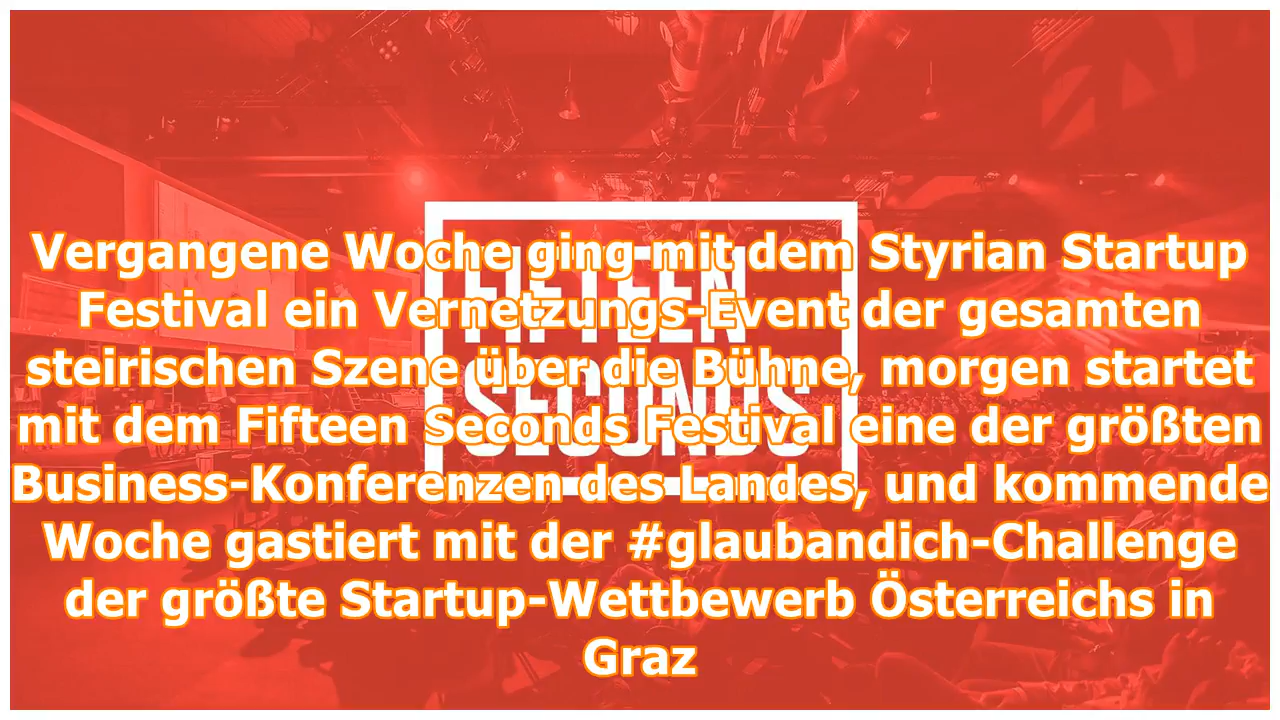 Vergangene Woche ging mit dem Styrian Startup
Festival ein Vernetzungs-Event der gesamten
steirischen Szene über die Bühne, morgen startet
mit dem Fifteen Seconds Festival eine der größten
Business-Konferenzen des Landes, und kommende
Woche gastiert mit der #glaubandich-Challenge
der größte Startup-Wettbewerb Österreichs in
Graz
FIFTEEN
SECONDS